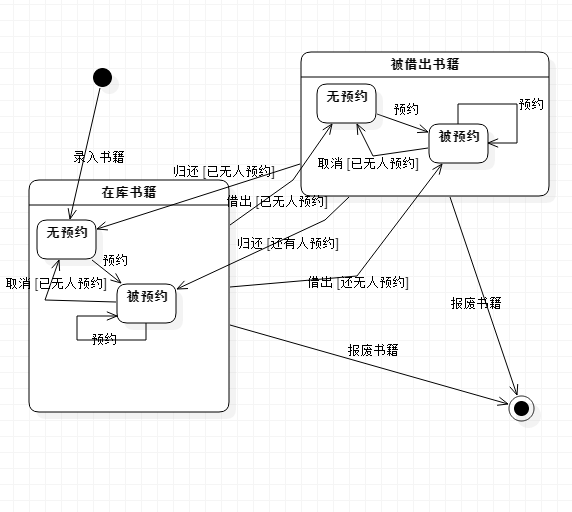 被借出书籍
无预约
预约
预约
被预约
录入书籍
取消 [已无人预约]
归还 [已无人预约]
在库书籍
借出 [已无人预约]
无预约
归还 [还有人预约]
预约
取消 [已无人预约]
借出 [还无人预约]
被预约
报废书籍
预约
报废书籍